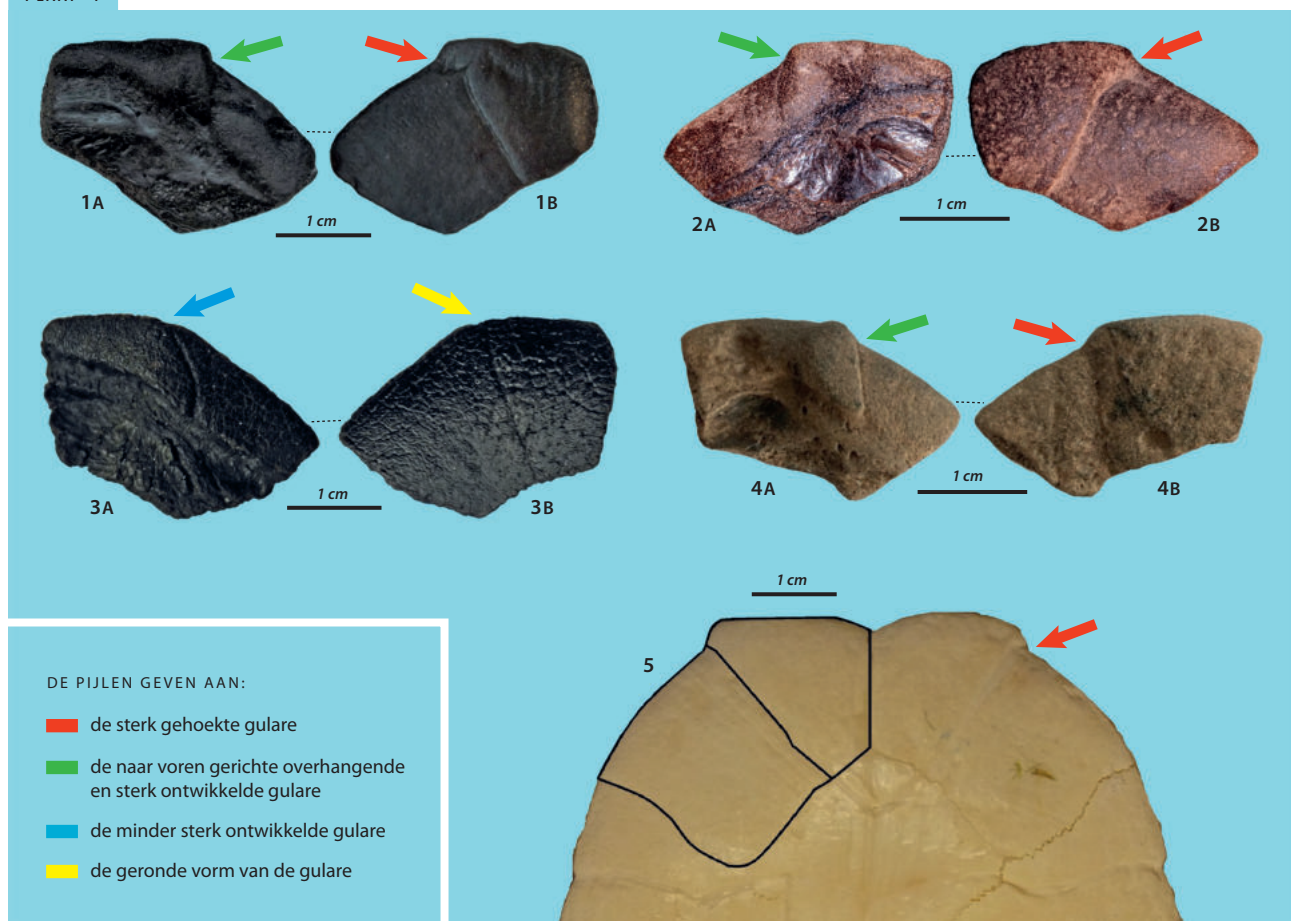 1A
1 cm
1B
2A
1 cm
2B
3A
1 cm
3B
4A
1 cm
4B
1 cm
5
DE PIJLEN GEVEN AAN:
de sterk gehoekte gulare
de naar voren gerichte overhangende
en sterk ontwikkelde gulare
de minder sterk ontwikkelde gulare
de geronde vorm van de gulare